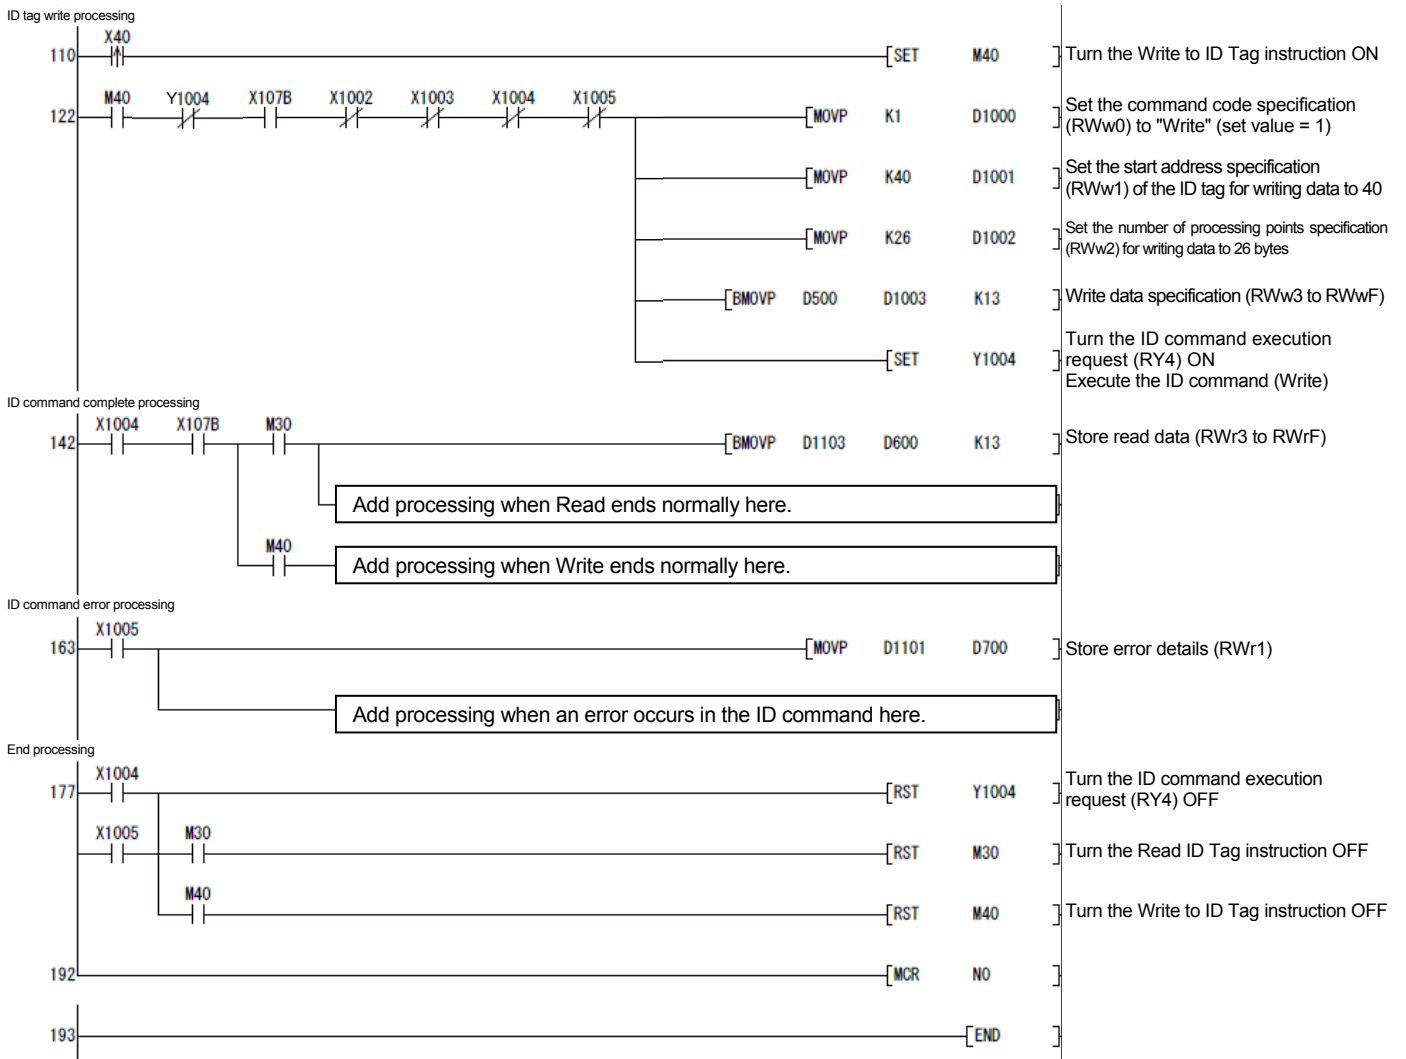 ID tag write processing
X40
110 SET M40 Turn the Write to ID Tag instruction ON
M40 Y1004 X107B X1002 X1003 X1004 X1005
122 MOVP K1 D1000 Set the command code specification
(RWw0) to "Write" (set value = 1)
MOVP K40 D1001 Set the start address specification
(RWw1) of the ID tag for writing data to 40
MOVP K26 D1002 Set the number of processing points specification
(RWw2) for writing data to 26 bytes
BMOVP D500 D1003 K13 Write data specification (RWw3 to RWwF)
SET Y1004 Turn the ID command execution
request (RY4) ON
Execute the ID command (Write)
ID command complete processing
X1004 X107B M30
142 BMOVP D1103 D600 K13 Store read data (RWr3 to RWrF)
Add processing when Read ends normally here.
M40
Add processing when Write ends normally here.
ID command error processing
X1005
163 MOVP D1101 D700 Store error details (RWr1)
Add processing when an error occurs in the ID command here.
End processing
X1004
177 RST Y1004 Turn the ID command execution
request (RY4) OFF
X1005 M30
RST M30 Turn the Read ID Tag instruction OFF
M40
RST M40 Turn the Write to ID Tag instruction OFF
192 MCR N0
193 END